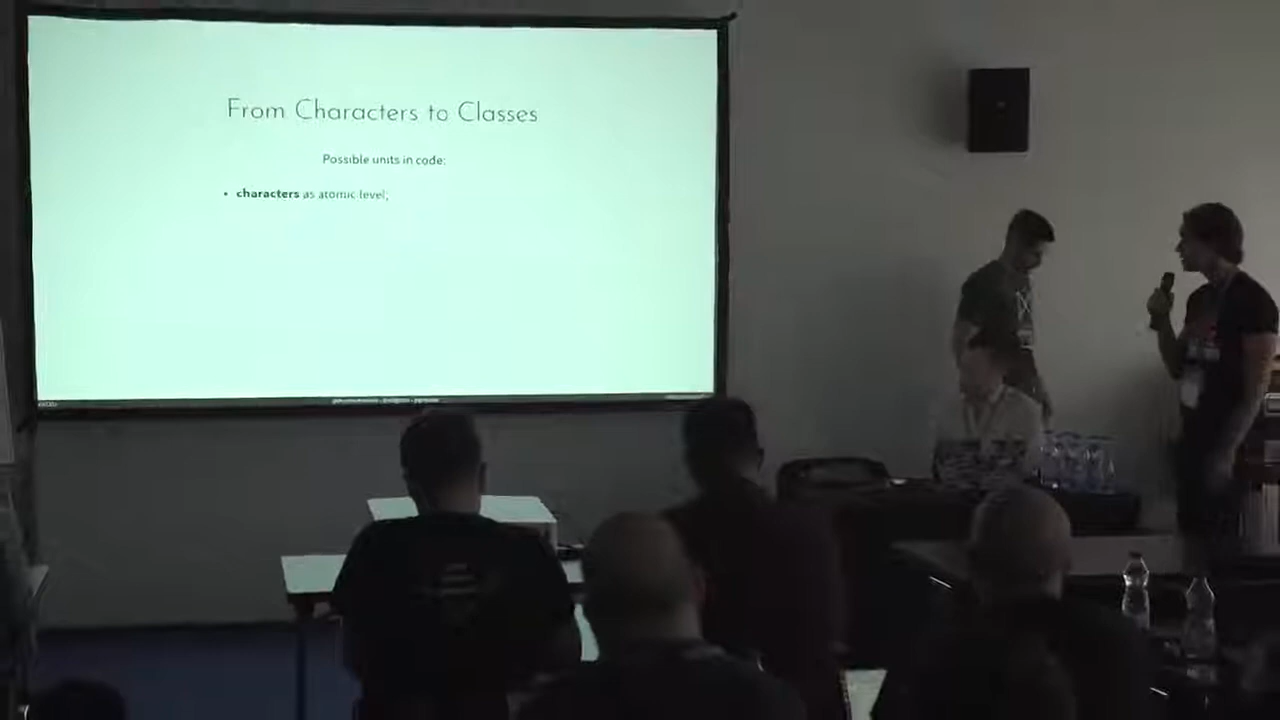 From Characters to Classes
Possible units in code:
• characters as atomic level;